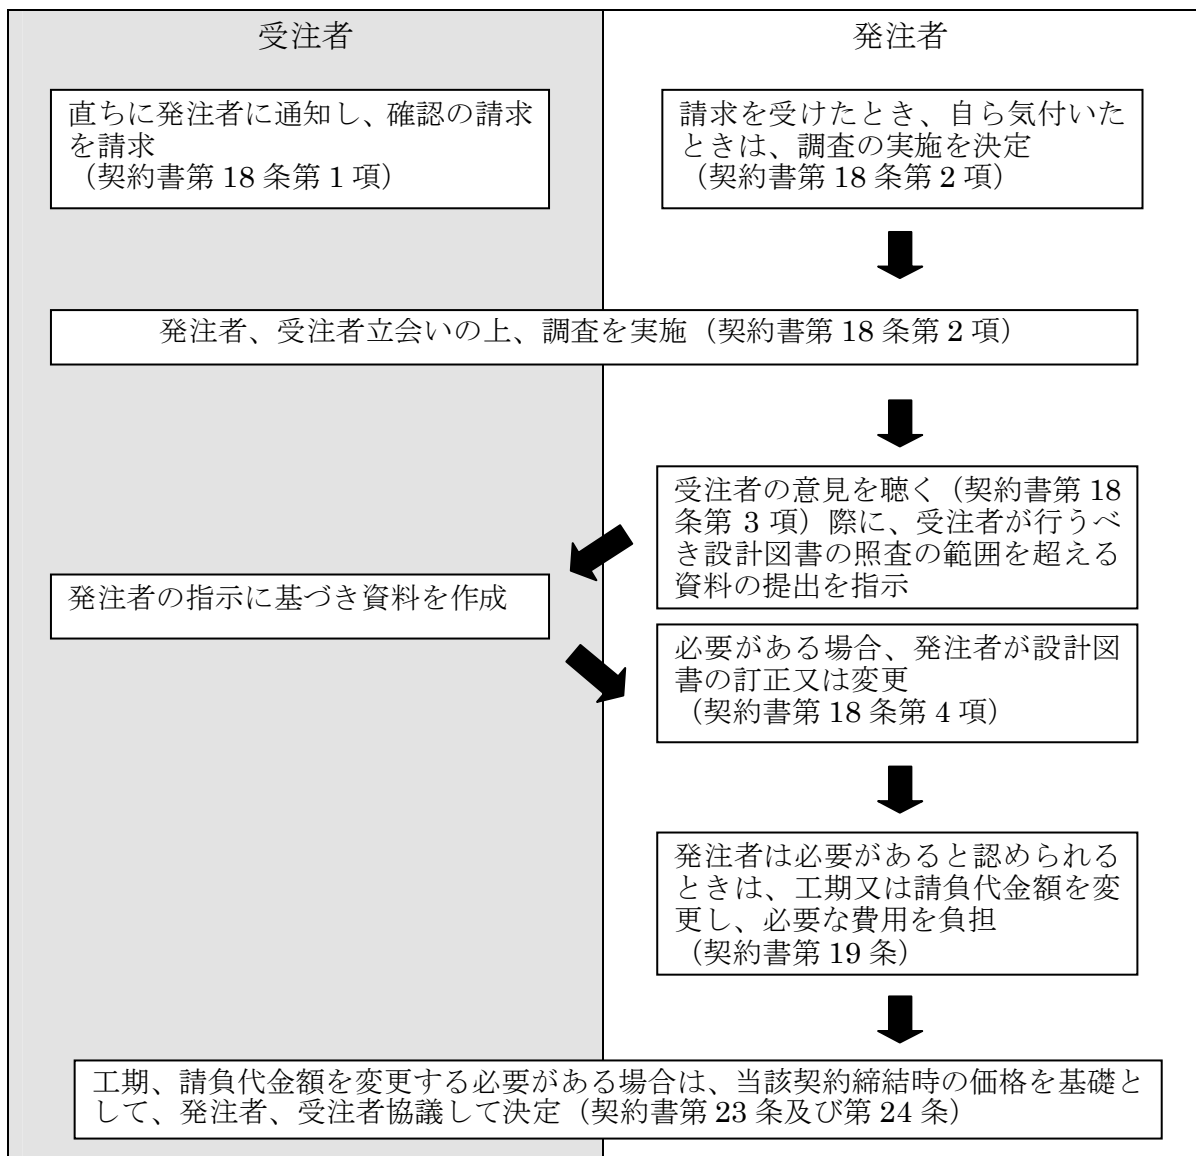 受注者
発注者
直ちに発注者に通知し、確認の請求
を請求
（契約書第 18 条第 1 項）
請求を受けたとき、自ら気付いた
ときは、調査の実施を決定
（契約書第 18 条第 2 項）
発注者、受注者立会いの上、調査を実施（契約書第 18 条第 2 項）
受注者の意見を聴く（契約書第 18
条第 3 項）際に、受注者が行うべ
き設計図書の照査の範囲を超える
資料の提出を指示
発注者の指示に基づき資料を作成
必要がある場合、発注者が設計図
書の訂正又は変更
（契約書第 18 条第 4 項）
発注者は必要があると認められる
ときは、工期又は請負代金額を変
更し、必要な費用を負担
（契約書第 19 条）
工期、請負代金額を変更する必要がある場合は、当該契約締結時の価格を基礎と
して、発注者、受注者協議して決定（契約書第 23 条及び第 24 条）